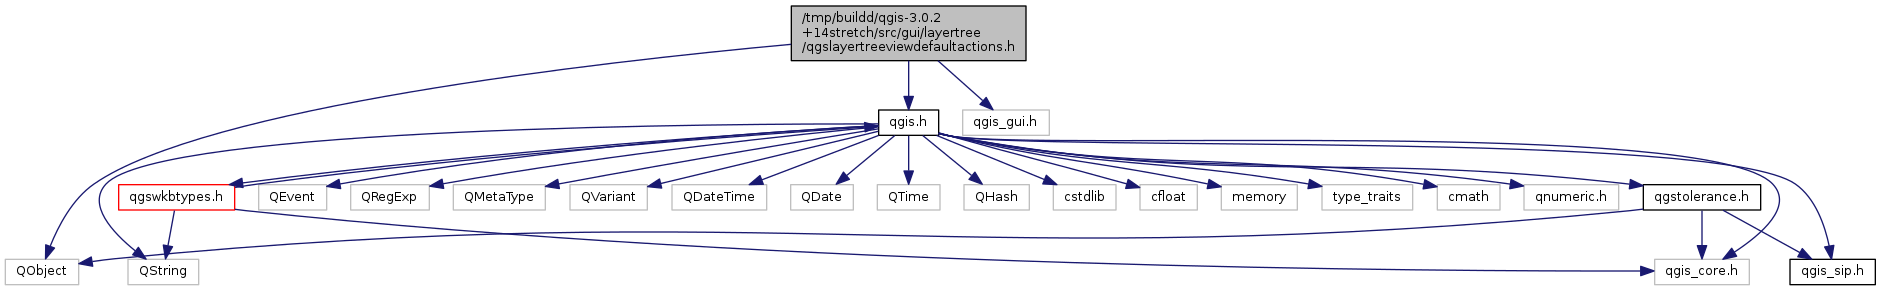 /tmp/buildd/qgis-3.0.2
+14stretch/src/gui/layertree
/qgslayertreeviewdefaultactions.h
qgis.h
qgis_gui.h
qgswkbtypes.h
QEvent
QRegExp
QMetaType
QVariant
QDateTime
QDate
QTime
QHash
cstdlib
cfloat
memory
type_traits
cmath
qnumeric.h
qgstolerance.h
QObject
QString
qgis_core.h
qgis_sip.h